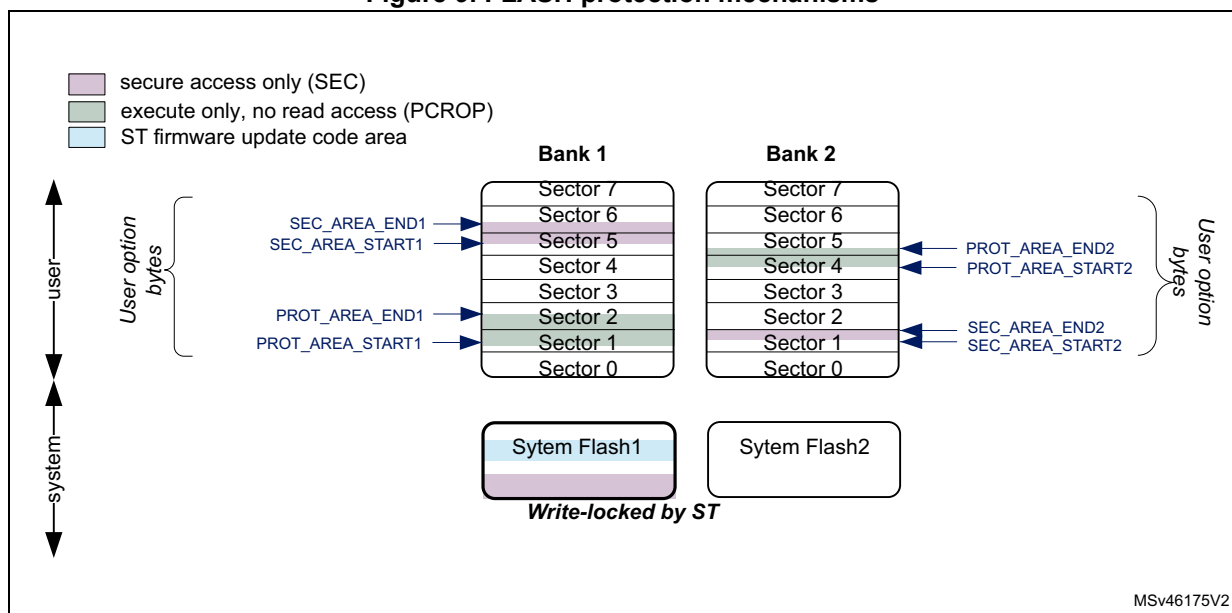 Figure 9. FLASH protection mechanisms
secure access only (SEC)
execute only, no read access (PCROP)
ST firmware update code area
Bank 1
Bank 2
user
User option bytes
SEC_AREA_END1
SEC_AREA_START1
PROT_AREA_END1
PROT_AREA_START1
Sector 7
Sector 6
Sector 5
Sector 4
Sector 3
Sector 2
Sector 1
Sector 0
Sector 7
Sector 6
Sector 5
Sector 4
Sector 3
Sector 2
Sector 1
Sector 0
PROT_AREA_END2
PROT_AREA_START2
SEC_AREA_END2
SEC_AREA_START2
User option
bytes
system
Sytem Flash1
Sytem Flash2
Write-locked by ST
MSv46175V2